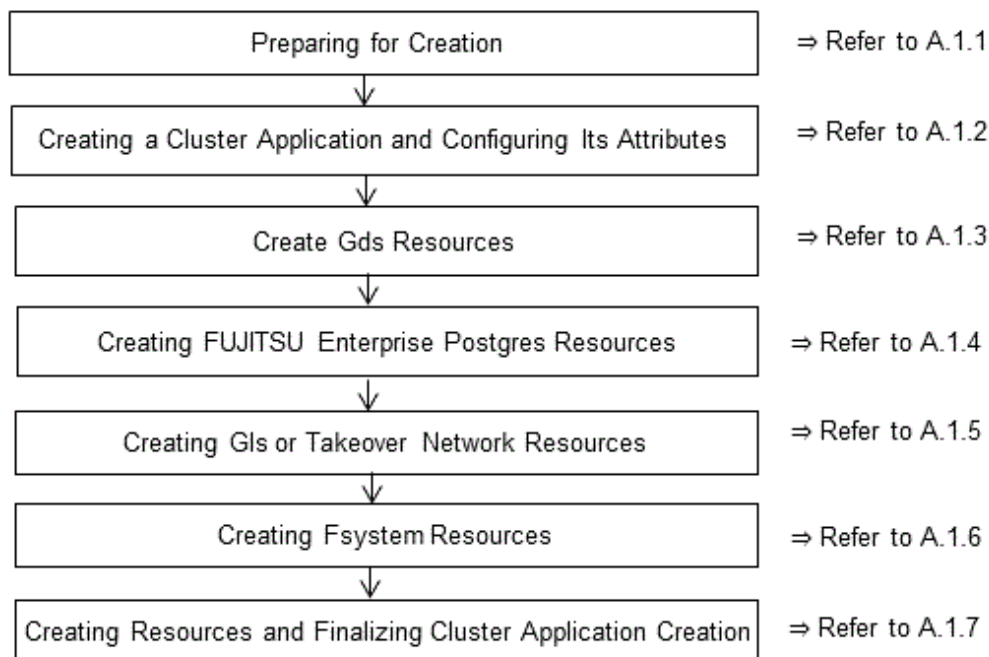 Preparing for Creation ⇒ Refer to A.1.1
Creating a Cluster Application and Configuring Its Attributes ⇒ Refer to A.1.2
Create Gds Resources ⇒ Refer to A.1.3
Creating FUJITSU Enterprise Postgres Resources ⇒ Refer to A.1.4
Creating Gls or Takeover Network Resources ⇒ Refer to A.1.5
Creating Fsystem Resources ⇒ Refer to A.1.6
Creating Resources and Finalizing Cluster Application Creation ⇒ Refer to A.1.7